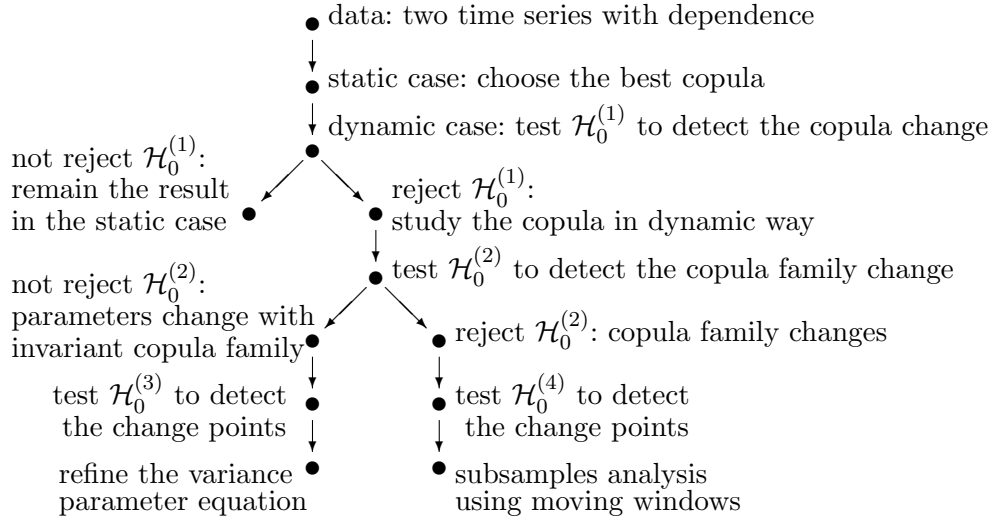 data: two time series with dependence
static case: choose the best copula
dynamic case: test $\mathcal{H}_0^{(1)}$ to detect the copula change
not reject $\mathcal{H}_0^{(1)}$:
remain the result
in the static case
reject $\mathcal{H}_0^{(1)}$:
study the copula in dynamic way
test $\mathcal{H}_0^{(2)}$ to detect the copula family change
not reject $\mathcal{H}_0^{(2)}$:
parameters change with
invariant copula family
reject $\mathcal{H}_0^{(2)}$: copula family changes
test $\mathcal{H}_0^{(3)}$ to detect
the change points
test $\mathcal{H}_0^{(4)}$ to detect
the change points
refine the variance
parameter equation
subsamples analysis
using moving windows